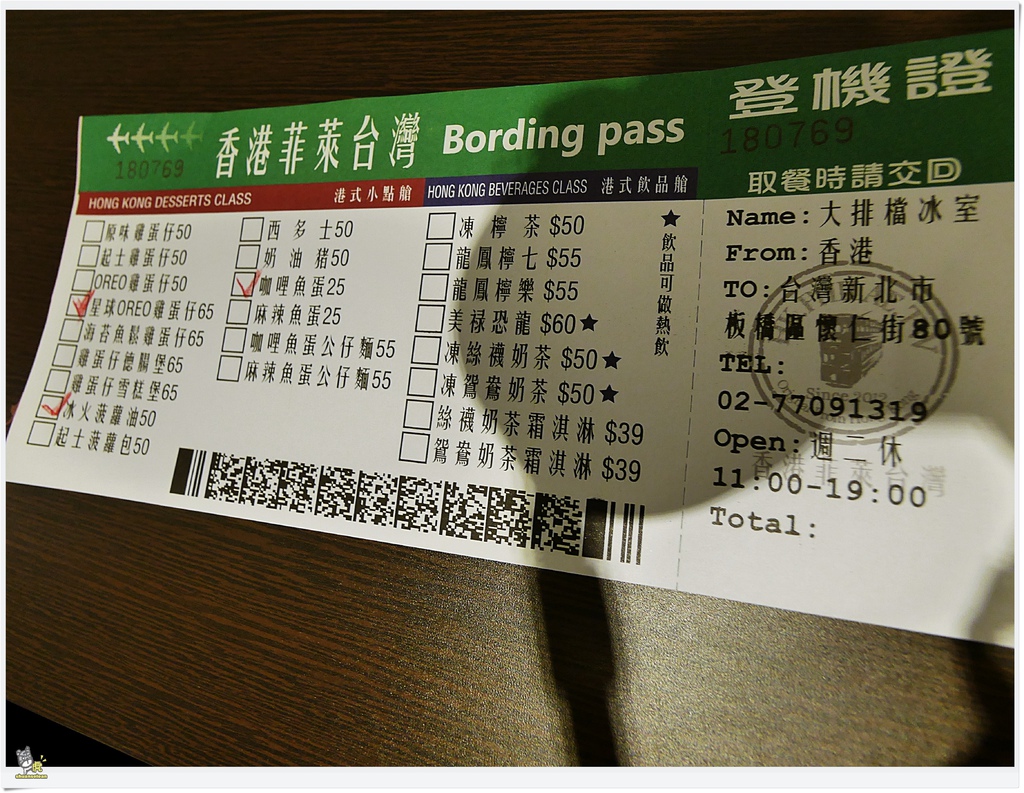 香港菲萊台灣 Bording pass
登機證
180769
180769
取餐時請交回
HONG KONG DESSERTS CLASS 港式小點艙
原味雞蛋仔50
起士雞蛋仔50
OREO雞蛋仔50
星球OREO雞蛋仔65
海苔魚鬆雞蛋仔65
雞蛋仔德腸堡65
雞蛋仔雪糕堡65
冰火菠蘿油50
起士菠蘿包50
西多士50
奶油豬50
咖哩魚蛋25
麻辣魚蛋25
咖哩魚蛋公仔麵55
麻辣魚蛋公仔麵55
HONG KONG BEVERAGES CLASS 港式飲品艙
凍檸茶 $50
龍鳳檸七 $55
龍鳳檸樂 $55
美禄恐龍 $60★
凍絲襪奶茶 $50★
凍鴛鴦奶茶 $50★
絲襪奶茶霜淇淋 $39
鴛鴦奶茶霜淇淋 $39
★飲品可做熱飲
Name:大排檔冰室
From:香港
TO:台灣新北市
板橋區懷仁街80號
TEL:
02-77091319
Open:週二休
11:00-19:00
Total:
Since 2012
香港菲萊台灣